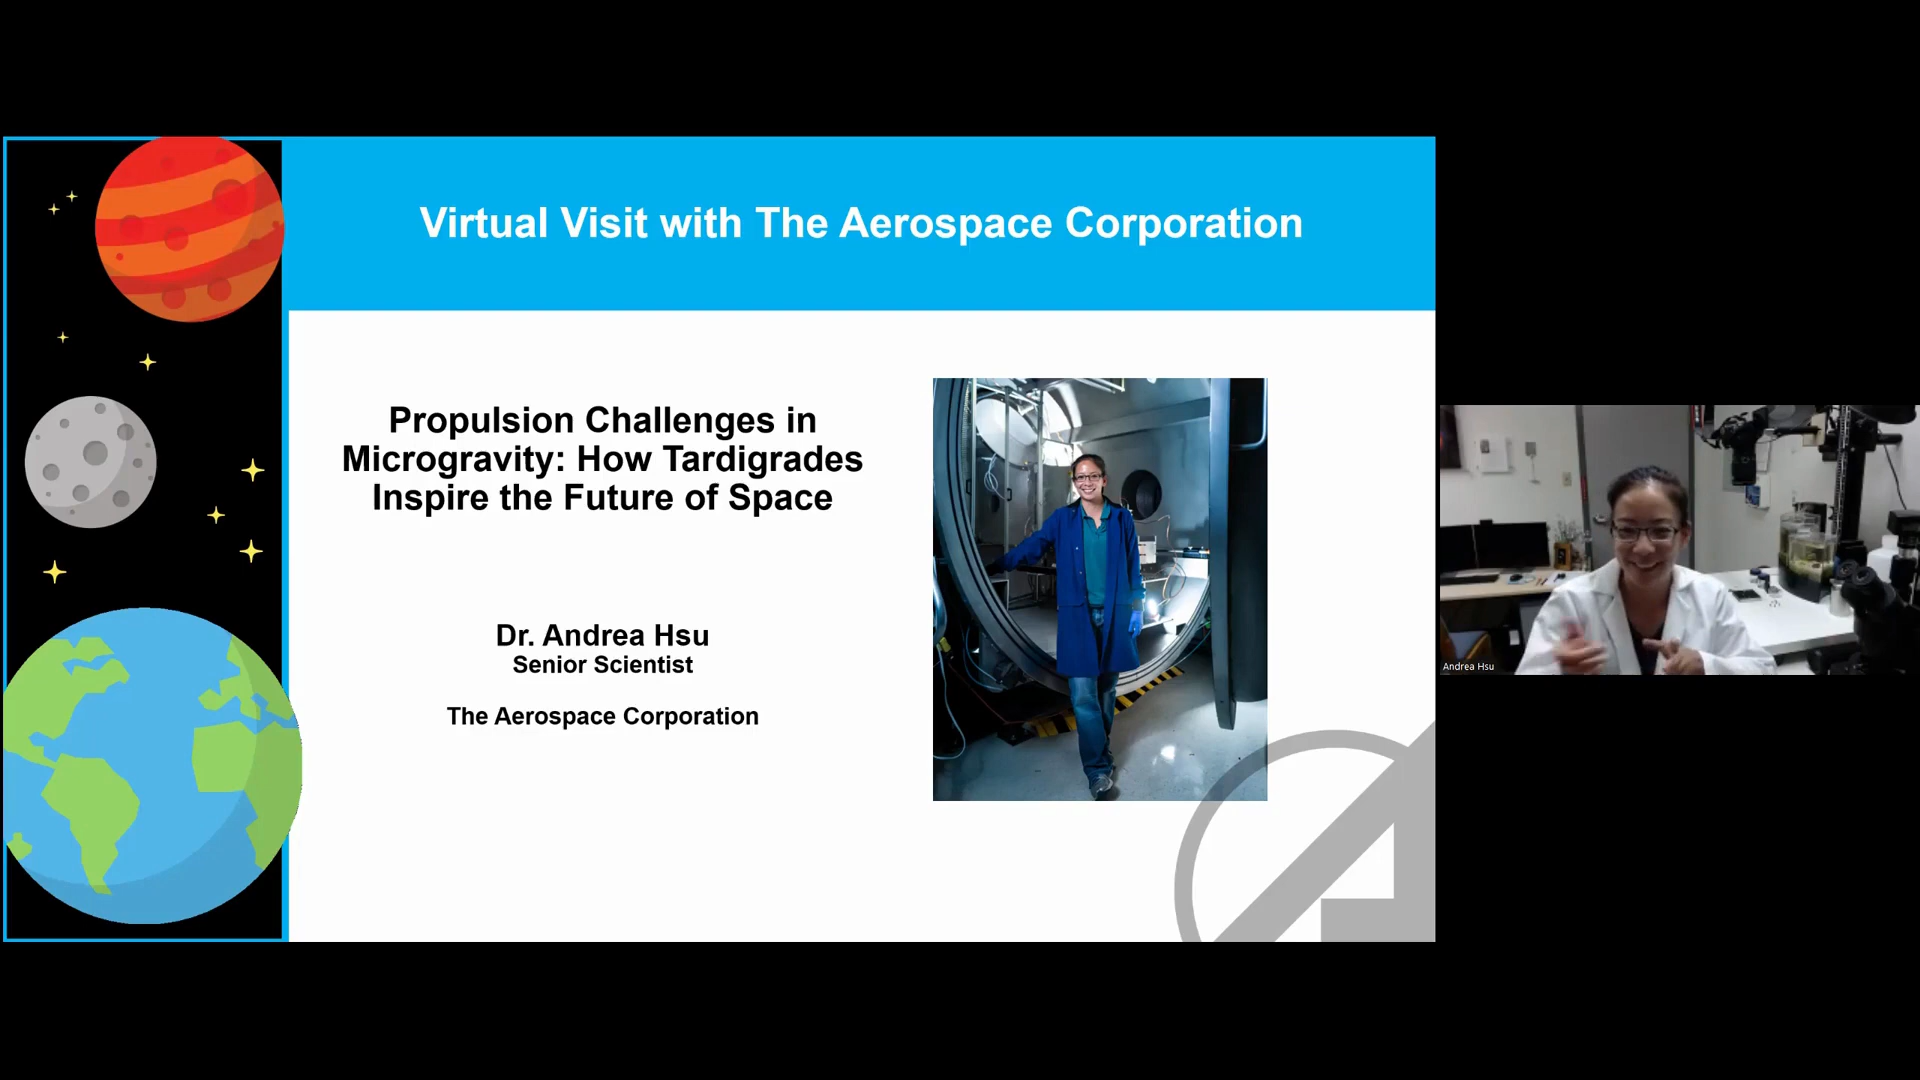 Virtual Visit with The Aerospace Corporation
Propulsion Challenges in
Microgravity: How Tardigrades
Inspire the Future of Space
Dr. Andrea Hsu
Senior Scientist
The Aerospace Corporation
Andrea Hsu